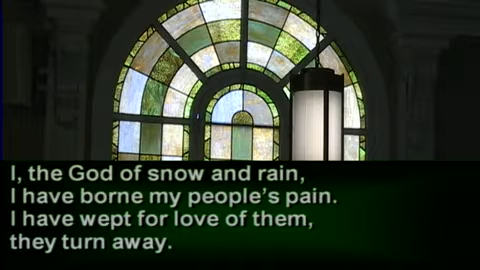 I, the God of snow and rain,
I have borne my people's pain.
I have wept for love of them,
they turn away.